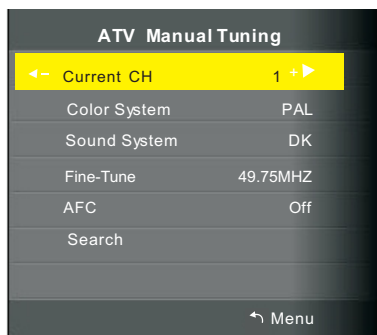 ATV Manual Tuning
Current CH 1 +
Color System PAL
Sound System DK
Fine-Tune 49.75MHZ
AFC Off
Search
Menu